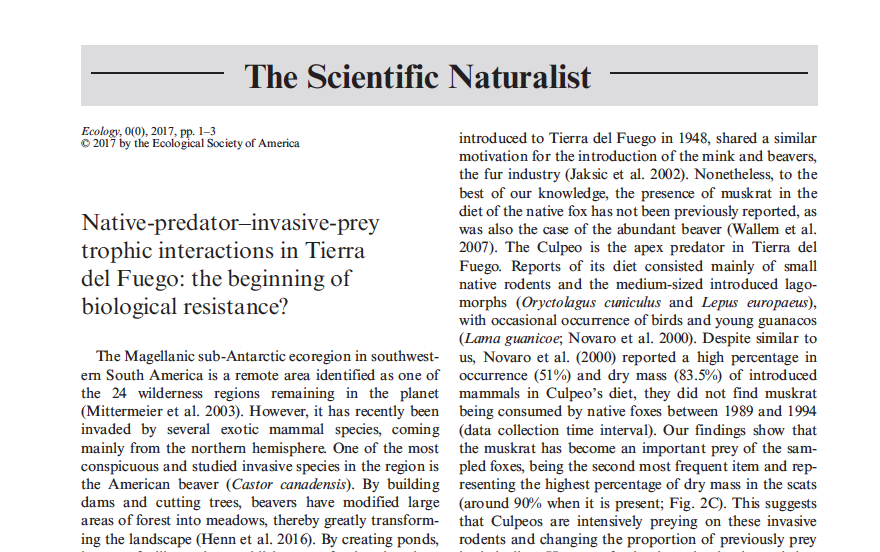 The Scientific Naturalist
Ecology, 0(0), 2017, pp. 1–3
© 2017 by the Ecological Society of America
Native-predator–invasive-prey
trophic interactions in Tierra
del Fuego: the beginning of
biological resistance?
The Magellanic sub-Antarctic ecoregion in southwest-
ern South America is a remote area identified as one of
the 24 wilderness regions remaining in the planet
(Mittermeier et al. 2003). However, it has recently been
invaded by several exotic mammal species, coming
mainly from the northern hemisphere. One of the most
conspicuous and studied invasive species in the region is
the American beaver (Castor canadensis). By building
dams and cutting trees, beavers have modified large
areas of forest into meadows, thereby greatly transform-
ing the landscape (Henn et al. 2016). By creating ponds,
introduced to Tierra del Fuego in 1948, shared a similar
motivation for the introduction of the mink and beavers,
the fur industry (Jaksic et al. 2002). Nonetheless, to the
best of our knowledge, the presence of muskrat in the
diet of the native fox has not been previously reported, as
was also the case of the abundant beaver (Wallem et al.
2007). The Culpeo is the apex predator in Tierra del
Fuego. Reports of its diet consisted mainly of small
native rodents and the medium-sized introduced lago-
morphs (Oryctolagus cuniculus and Lepus europaeus),
with occasional occurrence of birds and young guanacos
(Lama guanicoe; Novaro et al. 2000). Despite similar to
us, Novaro et al. (2000) reported a high percentage in
occurrence (51%) and dry mass (83.5%) of introduced
mammals in Culpeo's diet, they did not find muskrat
being consumed by native foxes between 1989 and 1994
(data collection time interval). Our findings show that
the muskrat has become an important prey of the sam-
pled foxes, being the second most frequent item and rep-
resenting the highest percentage of dry mass in the scats
(around 90% when it is present; Fig. 2C). This suggests
that Culpeos are intensively preying on these invasive
rodents and changing the proportion of previously prey